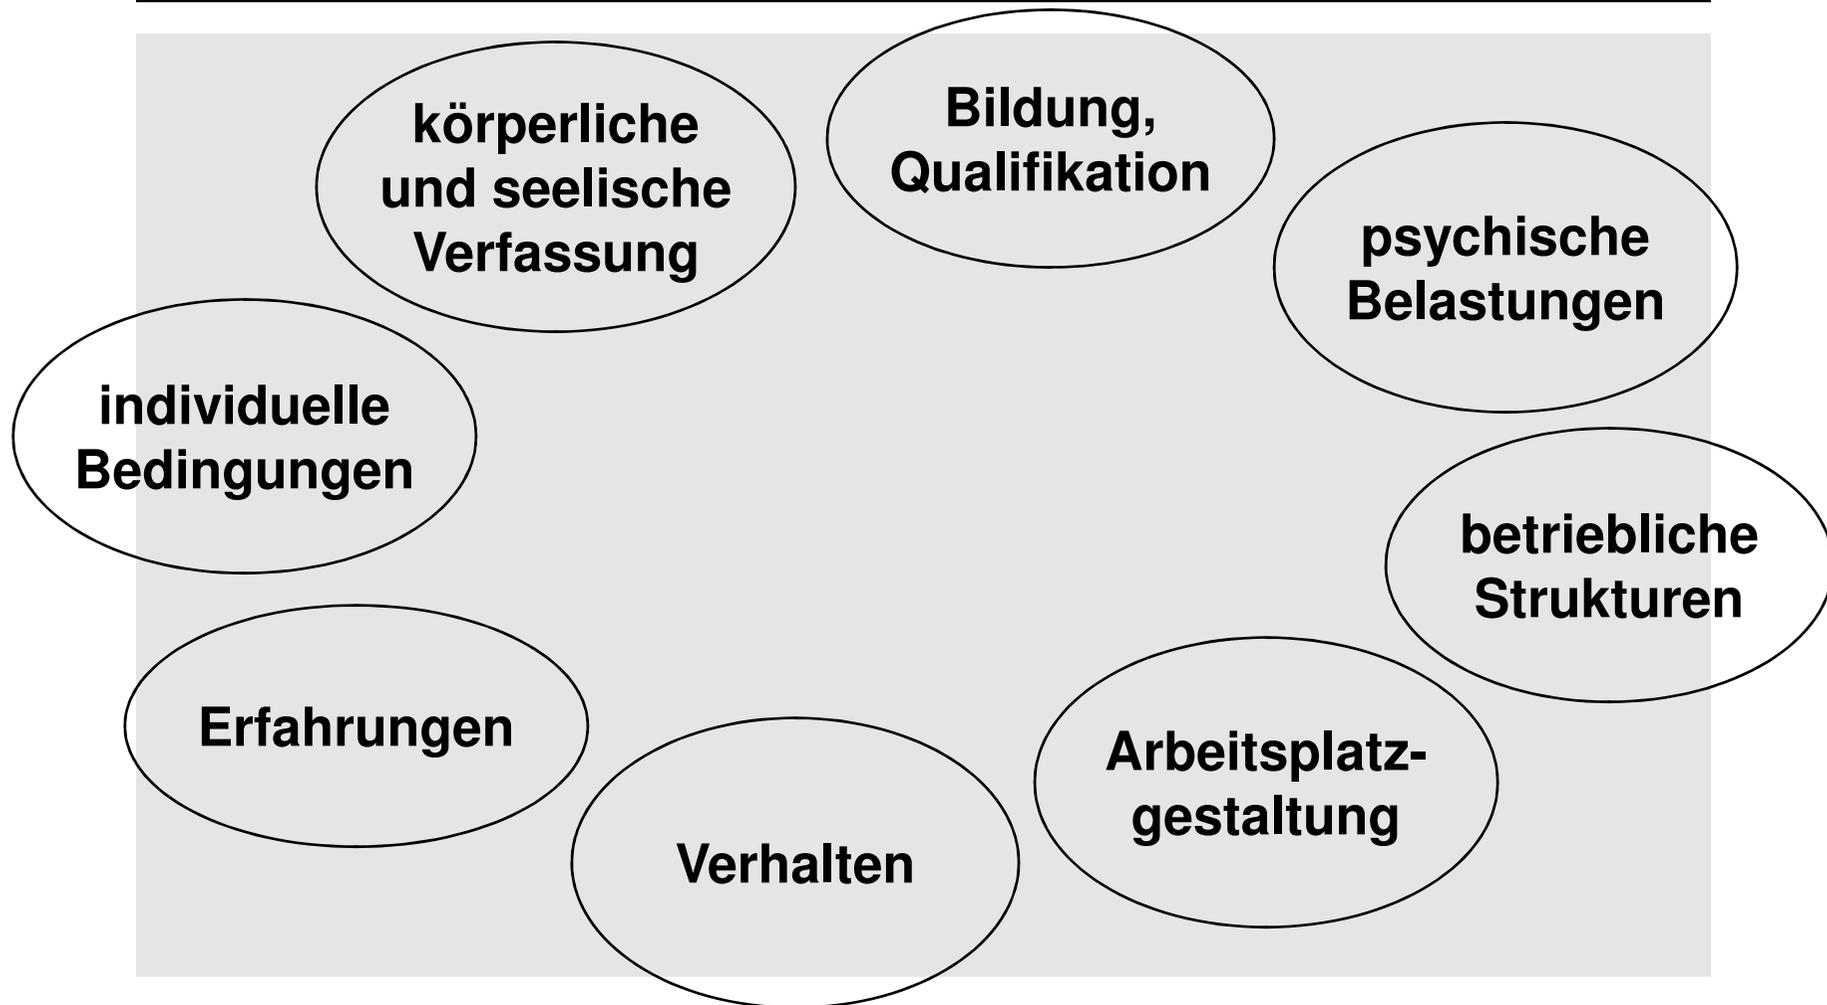 körperliche
und seelische
Verfassung
Bildung,
Qualifikation
psychische
Belastungen
individuelle
Bedingungen
betriebliche
Strukturen
Erfahrungen
Verhalten
Arbeitsplatz-
gestaltung